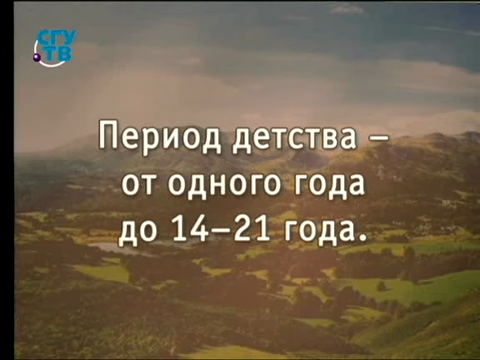 СГУ
ТВ
Период детства –
от одного года
до 14–21 года.